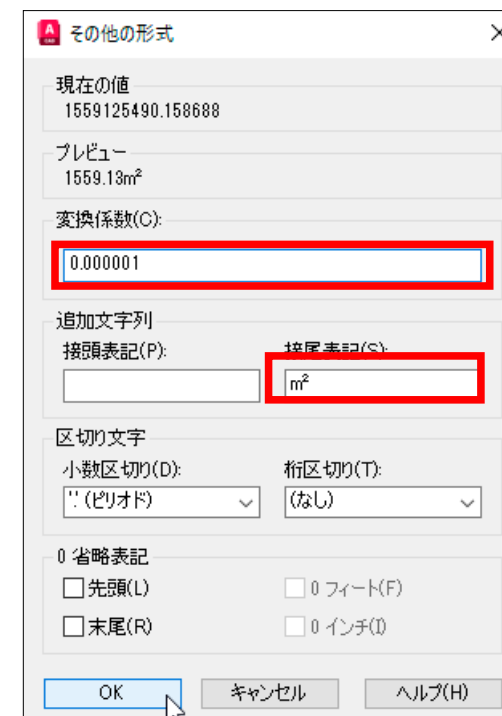 その他の形式
現在の値
1559125490.158688
プレビュー
1559.13m²
変換係数(C):
0.000001
追加文字列
接頭表記(P):
接尾表記(S):
m²
区切り文字
小数区切り(D):
桁区切り(T):
'.' (ピリオド)
(なし)
0 省略表記
先頭(L)
0 フィート(F)
末尾(R)
0 インチ(I)
OK
キャンセル
ヘルプ(H)